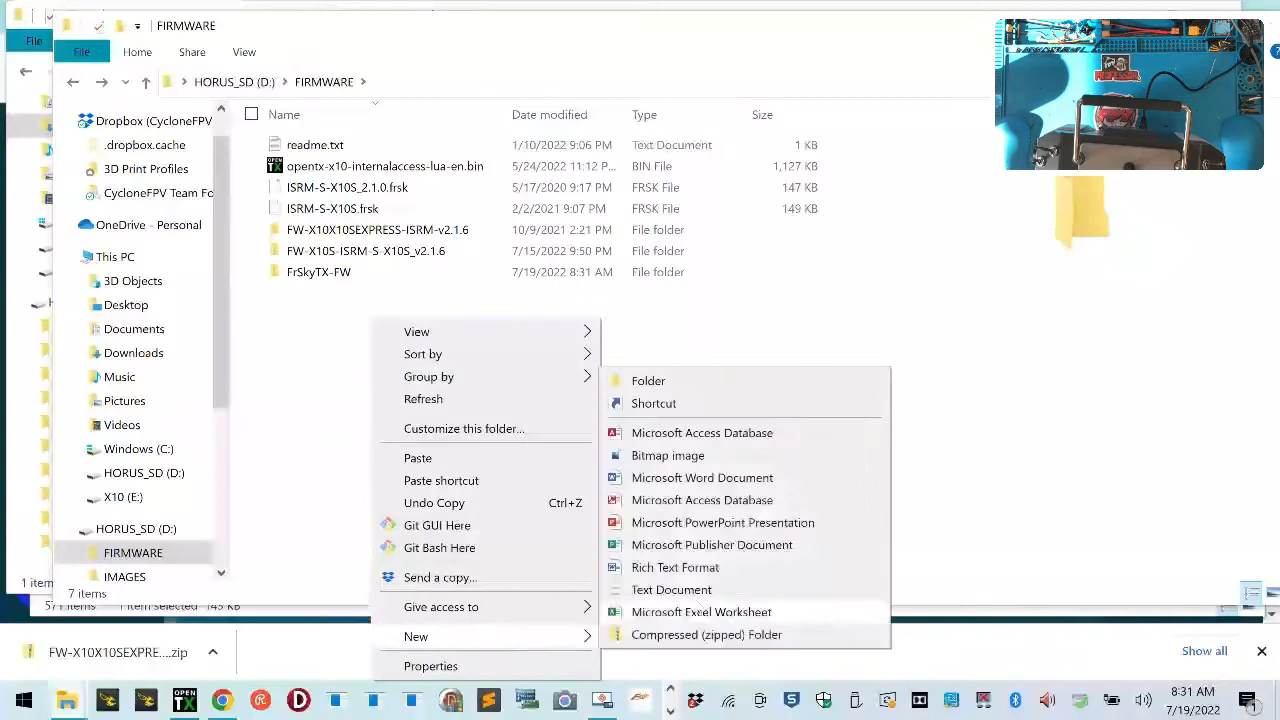 File
FIRMWARE
File Home Share View
HORUS_SD (D:) FIRMWARE
PROFESSOR
Name Date modified Type Size
Dropbox (CycloneFPV
.dropbox.cache
3D Print Profiles
CycloneFPV Team Fo
OneDrive - Personal
This PC
3D Objects
Desktop
Documents
Downloads
Music
Pictures
Videos
Windows (C:)
HORUS_SD (D:)
X10 (E:)
HORUS_SD (D:)
FIRMWARE
IMAGES
readme.txt 1/10/2022 9:06 PM Text Document 1 KB
OPEN TX opentx-x10-internalaccess-lua-en.bin 5/24/2022 11:12 P... BIN File 1,127 KB
ISRM-S-X10S_2.1.0.frsk 5/17/2020 9:17 PM FRSK File 147 KB
ISRM-S-X10S.frsk 2/2/2021 9:07 PM FRSK File 149 KB
FW-X10X10SEXPRESS-ISRM-v2.1.6 10/9/2021 2:21 PM File folder
FW-X10S-ISRM-S-X10S_v2.1.6 7/15/2022 9:50 PM File folder
FrSkyTX-FW 7/19/2022 8:31 AM File folder
View
Sort by
Group by
Refresh
Customize this folder...
Paste
Paste shortcut
Undo Copy Ctrl+Z
Git GUI Here
Git Bash Here
Send a copy...
Give access to
New
Properties
Folder
Shortcut
Microsoft Access Database
Bitmap image
Microsoft Word Document
Microsoft Access Database
Microsoft PowerPoint Presentation
Microsoft Publisher Document
Rich Text Format
Text Document
Microsoft Excel Worksheet
Compressed (zipped) Folder
7 items
1 item
FW-X10X10SEXPRE....zip
Show all
OPEN TX
8:31 AM
7/19/2022